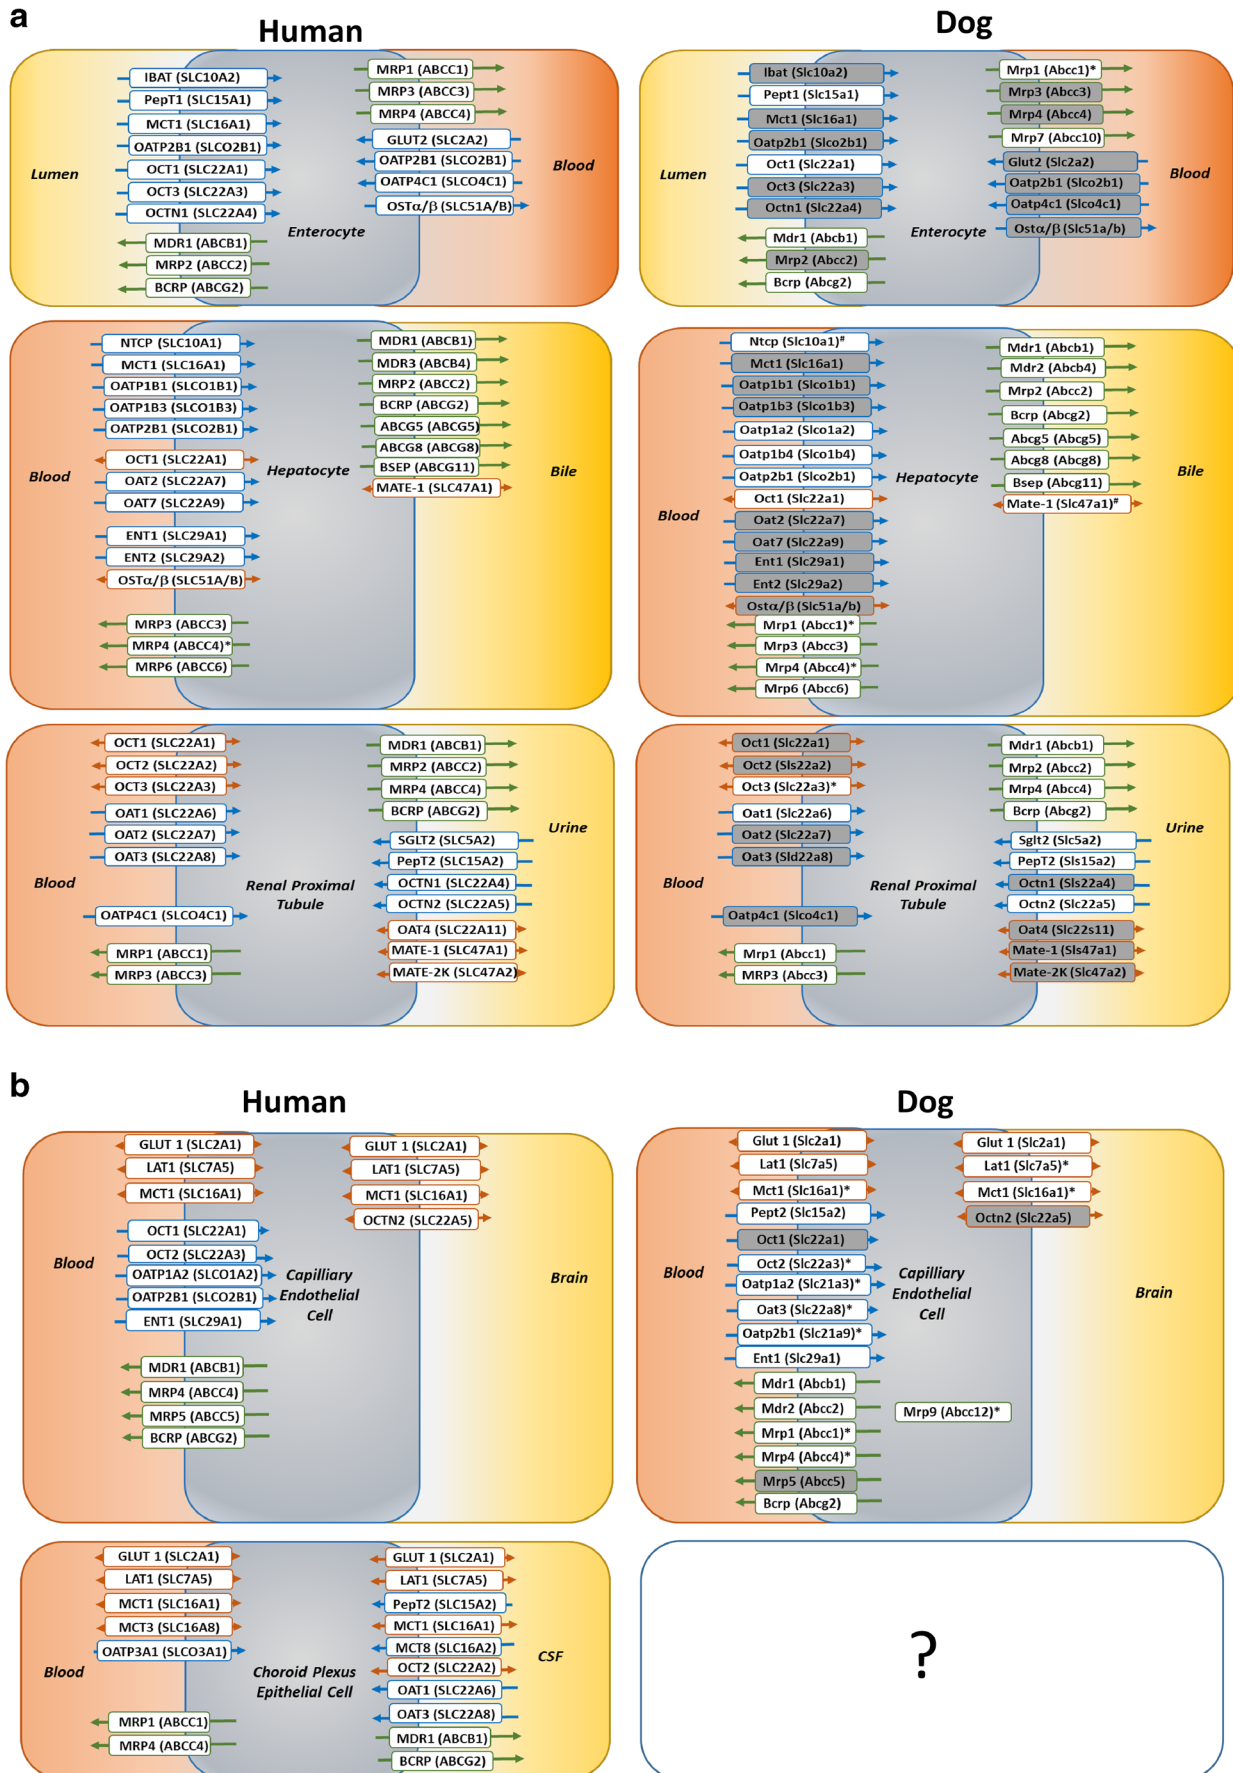 a
Human
IBAT (SLC10A2)
PepT1 (SLC15A1)
MCT1 (SLC16A1)
OATP2B1 (SLCO2B1)
OCT1 (SLC22A1)
OCT3 (SLC22A3)
OCTN1 (SLC22A4)
MDR1 (ABCB1)
MRP2 (ABCC2)
BCRP (ABCG2)
MRP1 (ABCC1)
MRP3 (ABCC3)
MRP4 (ABCC4)
GLUT2 (SLC2A2)
OATP2B1 (SLCO2B1)
OATP4C1 (SLCO4C1)
OSTα/β (SLC51A/B)
Lumen
Enterocyte
Blood
Dog
Ibat (Slc10a2)
Pept1 (Slc15a1)
Mct1 (Slc16a1)
Oatp2b1 (Slco2b1)
Oct1 (Slc22a1)
Oct3 (Slc22a3)
Octn1 (Slc22a4)
Mdr1 (Abcb1)
Mrp2 (Abcc2)
Bcrp (Abcg2)
Mrp1 (Abcc1)*
Mrp3 (Abcc3)
Mrp4 (Abcc4)
Mrp7 (Abcc10)
Glut2 (Slc2a2)
Oatp2b1 (Slco2b1)
Oatp4c1 (Slco4c1)
Ostα/β (Slc51a/b)
Lumen
Enterocyte
Blood
NTCP (SLC10A1)
MCT1 (SLC16A1)
OATP1B1 (SLCO1B1)
OATP1B3 (SLCO1B3)
OATP2B1 (SLCO2B1)
OCT1 (SLC22A1)
OAT2 (SLC22A7)
OAT7 (SLC22A9)
ENT1 (SLC29A1)
ENT2 (SLC29A2)
OSTα/β (SLC51A/B)
MRP3 (ABCC3)
MRP4 (ABCC4)*
MRP6 (ABCC6)
MDR1 (ABCB1)
MDR3 (ABCB4)
MRP2 (ABCC2)
BCRP (ABCG2)
ABCG5 (ABCG5)
ABCG8 (ABCG8)
BSEP (ABCG11)
MATE-1 (SLC47A1)
Blood
Hepatocyte
Bile
Ntcp (Slc10a1)#
Mct1 (Slc16a1)
Oatp1b1 (Slco1b1)
Oatp1b3 (Slco1b3)
Oatp1a2 (Slco1a2)
Oatp1b4 (Slco1b4)
Oatp2b1 (Slco2b1)
Oct1 (Slc22a1)
Oat2 (Slc22a7)
Oat7 (Slc22a9)
Ent1 (Slc29a1)
Ent2 (Slc29a2)
Ostα/β (Slc51a/b)
Mrp1 (Abcc1)*
Mrp3 (Abcc3)
Mrp4 (Abcc4)*
Mrp6 (Abcc6)
Mdr1 (Abcb1)
Mdr2 (Abcb4)
Mrp2 (Abcc2)
Bcrp (Abcg2)
Abcg5 (Abcg5)
Abcg8 (Abcg8)
Bsep (Abcg11)
Mate-1 (Slc47a1)#
Blood
Hepatocyte
Bile
OCT1 (SLC22A1)
OCT2 (SLC22A2)
OCT3 (SLC22A3)
OAT1 (SLC22A6)
OAT2 (SLC22A7)
OAT3 (SLC22A8)
OATP4C1 (SLCO4C1)
MRP1 (ABCC1)
MRP3 (ABCC3)
MDR1 (ABCB1)
MRP2 (ABCC2)
MRP4 (ABCC4)
BCRP (ABCG2)
SGLT2 (SLC5A2)
PepT2 (SLC15A2)
OCTN1 (SLC22A4)
OCTN2 (SLC22A5)
OAT4 (SLC22A11)
MATE-1 (SLC47A1)
MATE-2K (SLC47A2)
Blood
Renal Proximal
Tubule
Urine
Oct1 (Slc22a1)
Oct2 (Sls22a2)
Oct3 (Slc22a3)*
Oat1 (Slc22a6)
Oat2 (Slc22a7)
Oat3 (Sld22a8)
Oatp4c1 (Slco4c1)
Mrp1 (Abcc1)
MRP3 (Abcc3)
Mdr1 (Abcb1)
Mrp2 (Abcc2)
Mrp4 (Abcc4)
Bcrp (Abcg2)
Sglt2 (Slc5a2)
PepT2 (Sls15a2)
Octn1 (Sls22a4)
Octn2 (Slc22a5)
Oat4 (Slc22s11)
Mate-1 (Sls47a1)
Mate-2K (Slc47a2)
Blood
Renal Proximal
Tubule
Urine
b
Human
GLUT 1 (SLC2A1)
LAT1 (SLC7A5)
MCT1 (SLC16A1)
OCT1 (SLC22A1)
OCT2 (SLC22A3)
OATP1A2 (SLCO1A2)
OATP2B1 (SLCO2B1)
ENT1 (SLC29A1)
MDR1 (ABCB1)
MRP4 (ABCC4)
MRP5 (ABCC5)
BCRP (ABCG2)
GLUT 1 (SLC2A1)
LAT1 (SLC7A5)
MCT1 (SLC16A1)
OCTN2 (SLC22A5)
Blood
Capilliary
Endothelial
Cell
Brain
Dog
Glut 1 (Slc2a1)
Lat1 (Slc7a5)
Mct1 (Slc16a1)*
Pept2 (Slc15a2)
Oct1 (Slc22a1)
Oct2 (Slc22a3)*
Oatp1a2 (Slc21a3)*
Oat3 (Slc22a8)*
Oatp2b1 (Slc21a9)*
Ent1 (Slc29a1)
Mdr1 (Abcb1)
Mdr2 (Abcc2)
Mrp1 (Abcc1)*
Mrp4 (Abcc4)*
Mrp5 (Abcc5)
Bcrp (Abcg2)
Glut 1 (Slc2a1)
Lat1 (Slc7a5)*
Mct1 (Slc16a1)*
Octn2 (Slc22a5)
Mrp9 (Abcc12)*
Blood
Capilliary
Endothelial
Cell
Brain
GLUT 1 (SLC2A1)
LAT1 (SLC7A5)
MCT1 (SLC16A1)
MCT3 (SLC16A8)
OATP3A1 (SLCO3A1)
MRP1 (ABCC1)
MRP4 (ABCC4)
GLUT 1 (SLC2A1)
LAT1 (SLC7A5)
PepT2 (SLC15A2)
MCT1 (SLC16A1)
MCT8 (SLC16A2)
OCT2 (SLC22A2)
OAT1 (SLC22A6)
OAT3 (SLC22A8)
MDR1 (ABCB1)
BCRP (ABCG2)
Blood
Choroid Plexus
Epithelial Cell
CSF
?